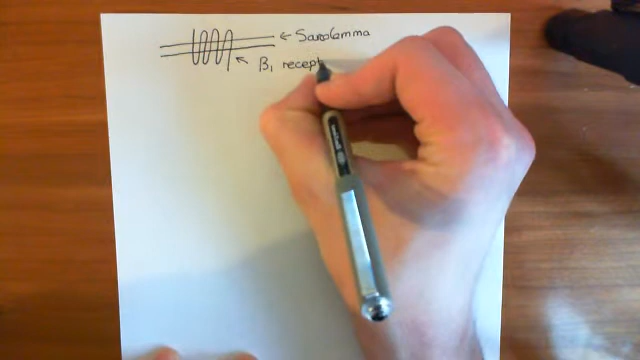 ← Sarcolemma
↖ β₁ recept